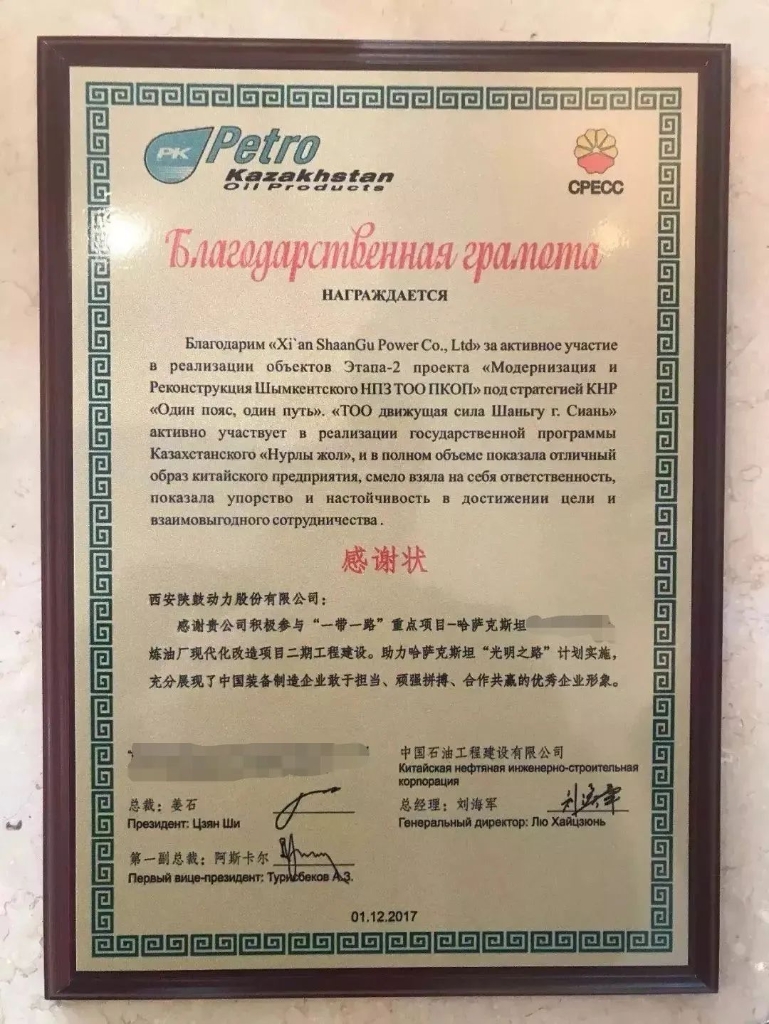 PK Petro
Kazakhstan
Oil Products
CPECC
Благодарственная грамота
НАГРАЖДАЕТСЯ
Благодарим «Xi`an ShaanGu Power Co., Ltd» за активное участие
в реализации объектов Этапа-2 проекта «Модернизация и
Реконструкция Шымкентского НПЗ ТОО ПКОП» под стратегией КНР
«Один пояс, один путь». «ТОО движущая сила Шаньгу г. Сиань»
активно участвует в реализации государственной программы
Казахстанского «Нурлы жол», и в полном объеме показала отличный
образ китайского предприятия, смело взяла на себя ответственность,
показала упорство и настойчивость в достижении цели и
взаимовыгодного сотрудничества .
感谢状
西安陕鼓动力股份有限公司：
感谢贵公司积极参与“一带一路”重点项目-哈萨克斯坦
炼油厂现代化改造项目二期工程建设。助力哈萨克斯坦“光明之路”计划实施，
充分展现了中国装备制造企业敢于担当、顽强拼搏、合作共赢的优秀企业形象。
总裁：姜石
Президент: Цзян Ши
第一副总裁：阿斯卡尔
Первый вице-президент: Турисбеков А.З.
中国石油工程建设有限公司
Китайская нефтяная инженерно-строительная
корпорация
总经理：刘海军 刘海军
Генеральный директор: Лю Хайцзюнь
01.12.2017